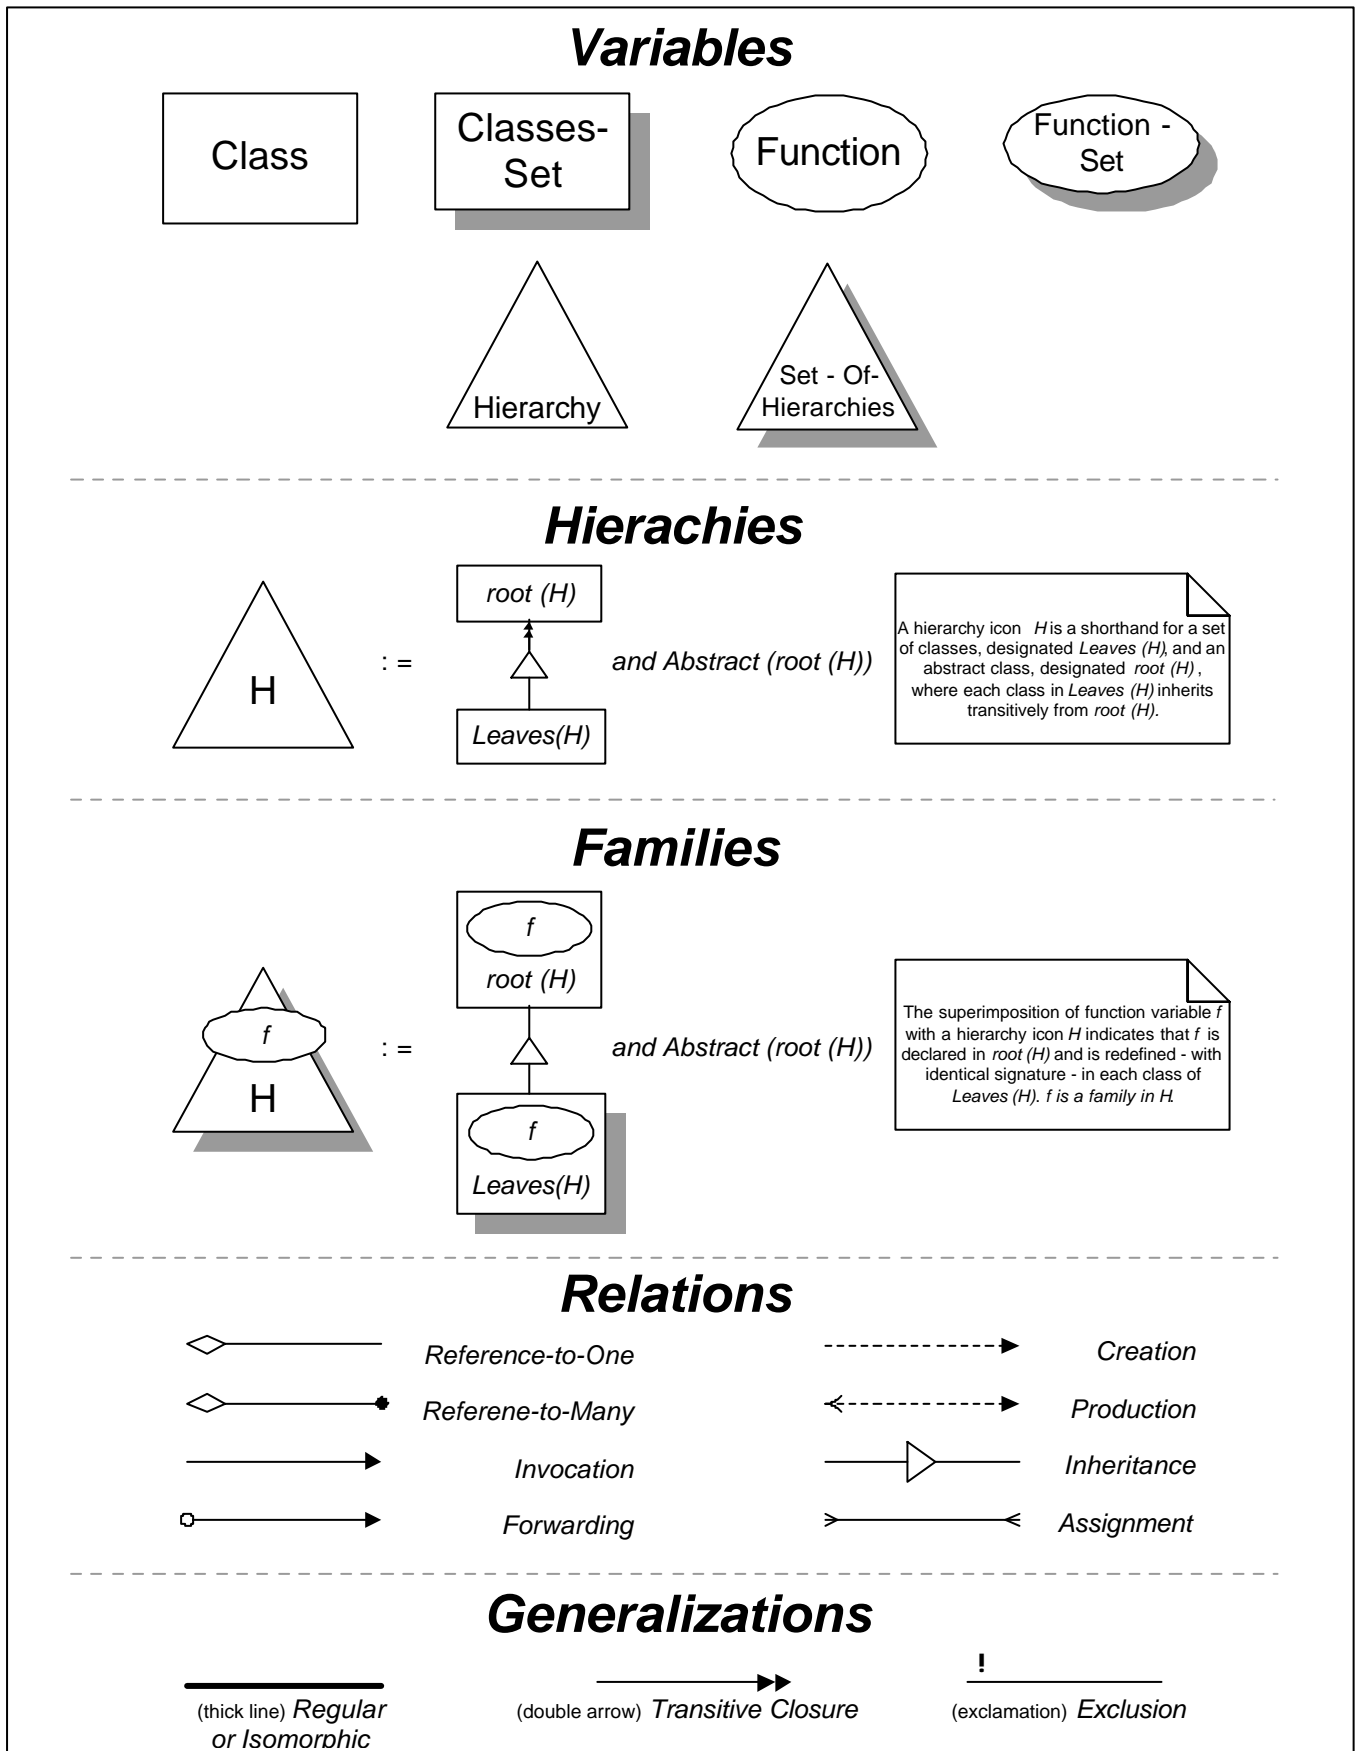 Variables
Class
Classes-
Set
Function
Function -
Set
Hierarchy
Set - Of-
Hierarchies
Hierachies
H
: =
root (H)
Leaves(H)
and Abstract (root (H))
A hierarchy icon H is a shorthand for a set
of classes, designated Leaves (H), and an
abstract class, designated root (H) ,
where each class in Leaves (H) inherits
transitively from root (H).
Families
f
H
: =
f
root (H)
f
Leaves(H)
and Abstract (root (H))
The superimposition of function variable f
with a hierarchy icon H indicates that f is
declared in root (H) and is redefined - with
identical signature - in each class of
Leaves (H). f is a family in H.
Relations
Reference-to-One
Creation
Referene-to-Many
Production
Invocation
Inheritance
Forwarding
Assignment
Generalizations
!
(thick line) Regular
or Isomorphic
(double arrow) Transitive Closure
(exclamation) Exclusion